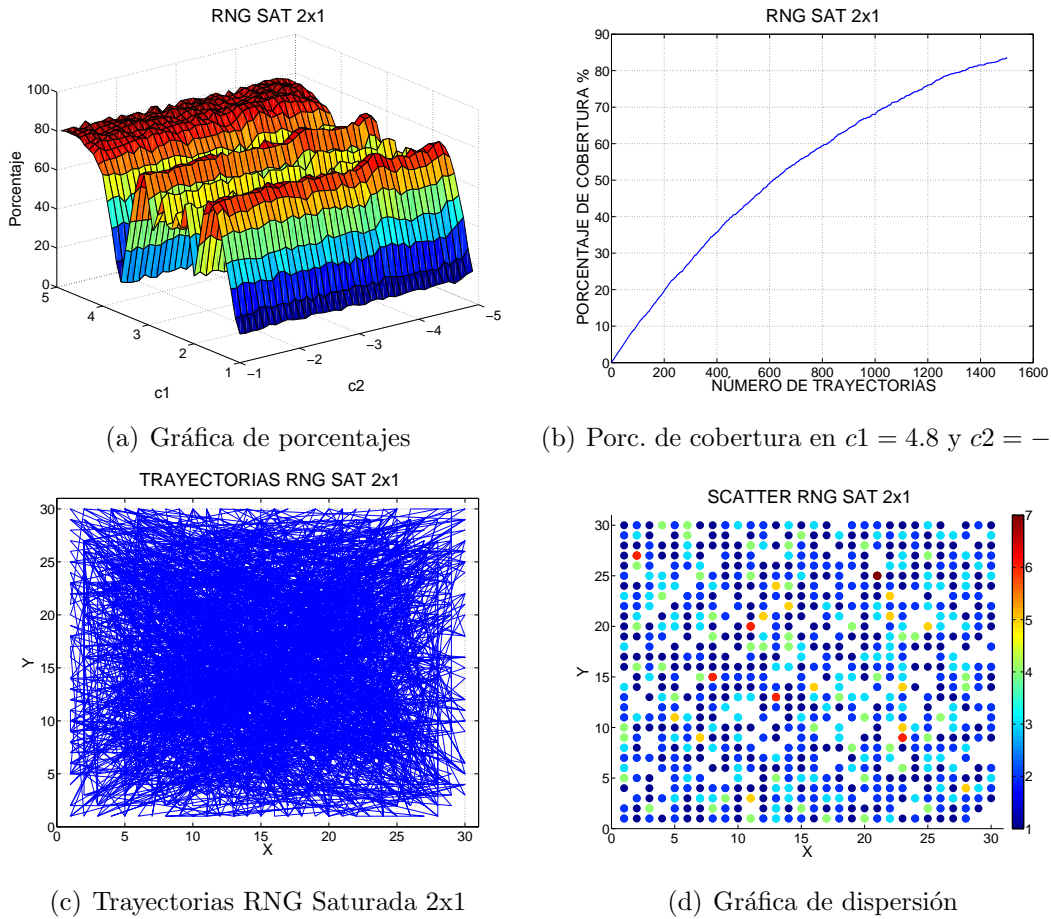 RNG SAT 2x1
100
80
60
40
20
0
Porcentaje
5
4
3
2
1
c1
−1
−2
−3
−4
−5
c2
(a) Gráfica de porcentajes
RNG SAT 2x1
90
80
70
60
50
40
30
20
10
0
PORCENTAJE DE COBERTURA %
0 200 400 600 800 1000 1200 1400 1600
NÚMERO DE TRAYECTORIAS
(b) Porc. de cobertura en c1 = 4.8 y c2 = −
TRAYECTORIAS RNG SAT 2x1
30
25
20
15
10
5
0
Y
0 5 10 15 20 25 30
X
(c) Trayectorias RNG Saturada 2x1
SCATTER RNG SAT 2x1
30
25
20
15
10
5
0
Y
0 5 10 15 20 25 30
X
7
6
5
4
3
2
1
(d) Gráfica de dispersión